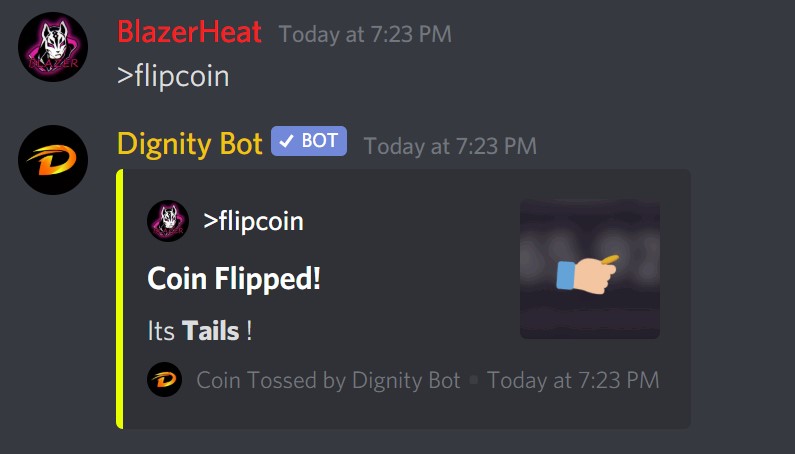 BlazerHeat Today at 7:23 PM
>flipcoin
Dignity Bot ✓ BOT Today at 7:23 PM
>flipcoin
Coin Flipped!
Its Tails !
Coin Tossed by Dignity Bot • Today at 7:23 PM
BLAZER